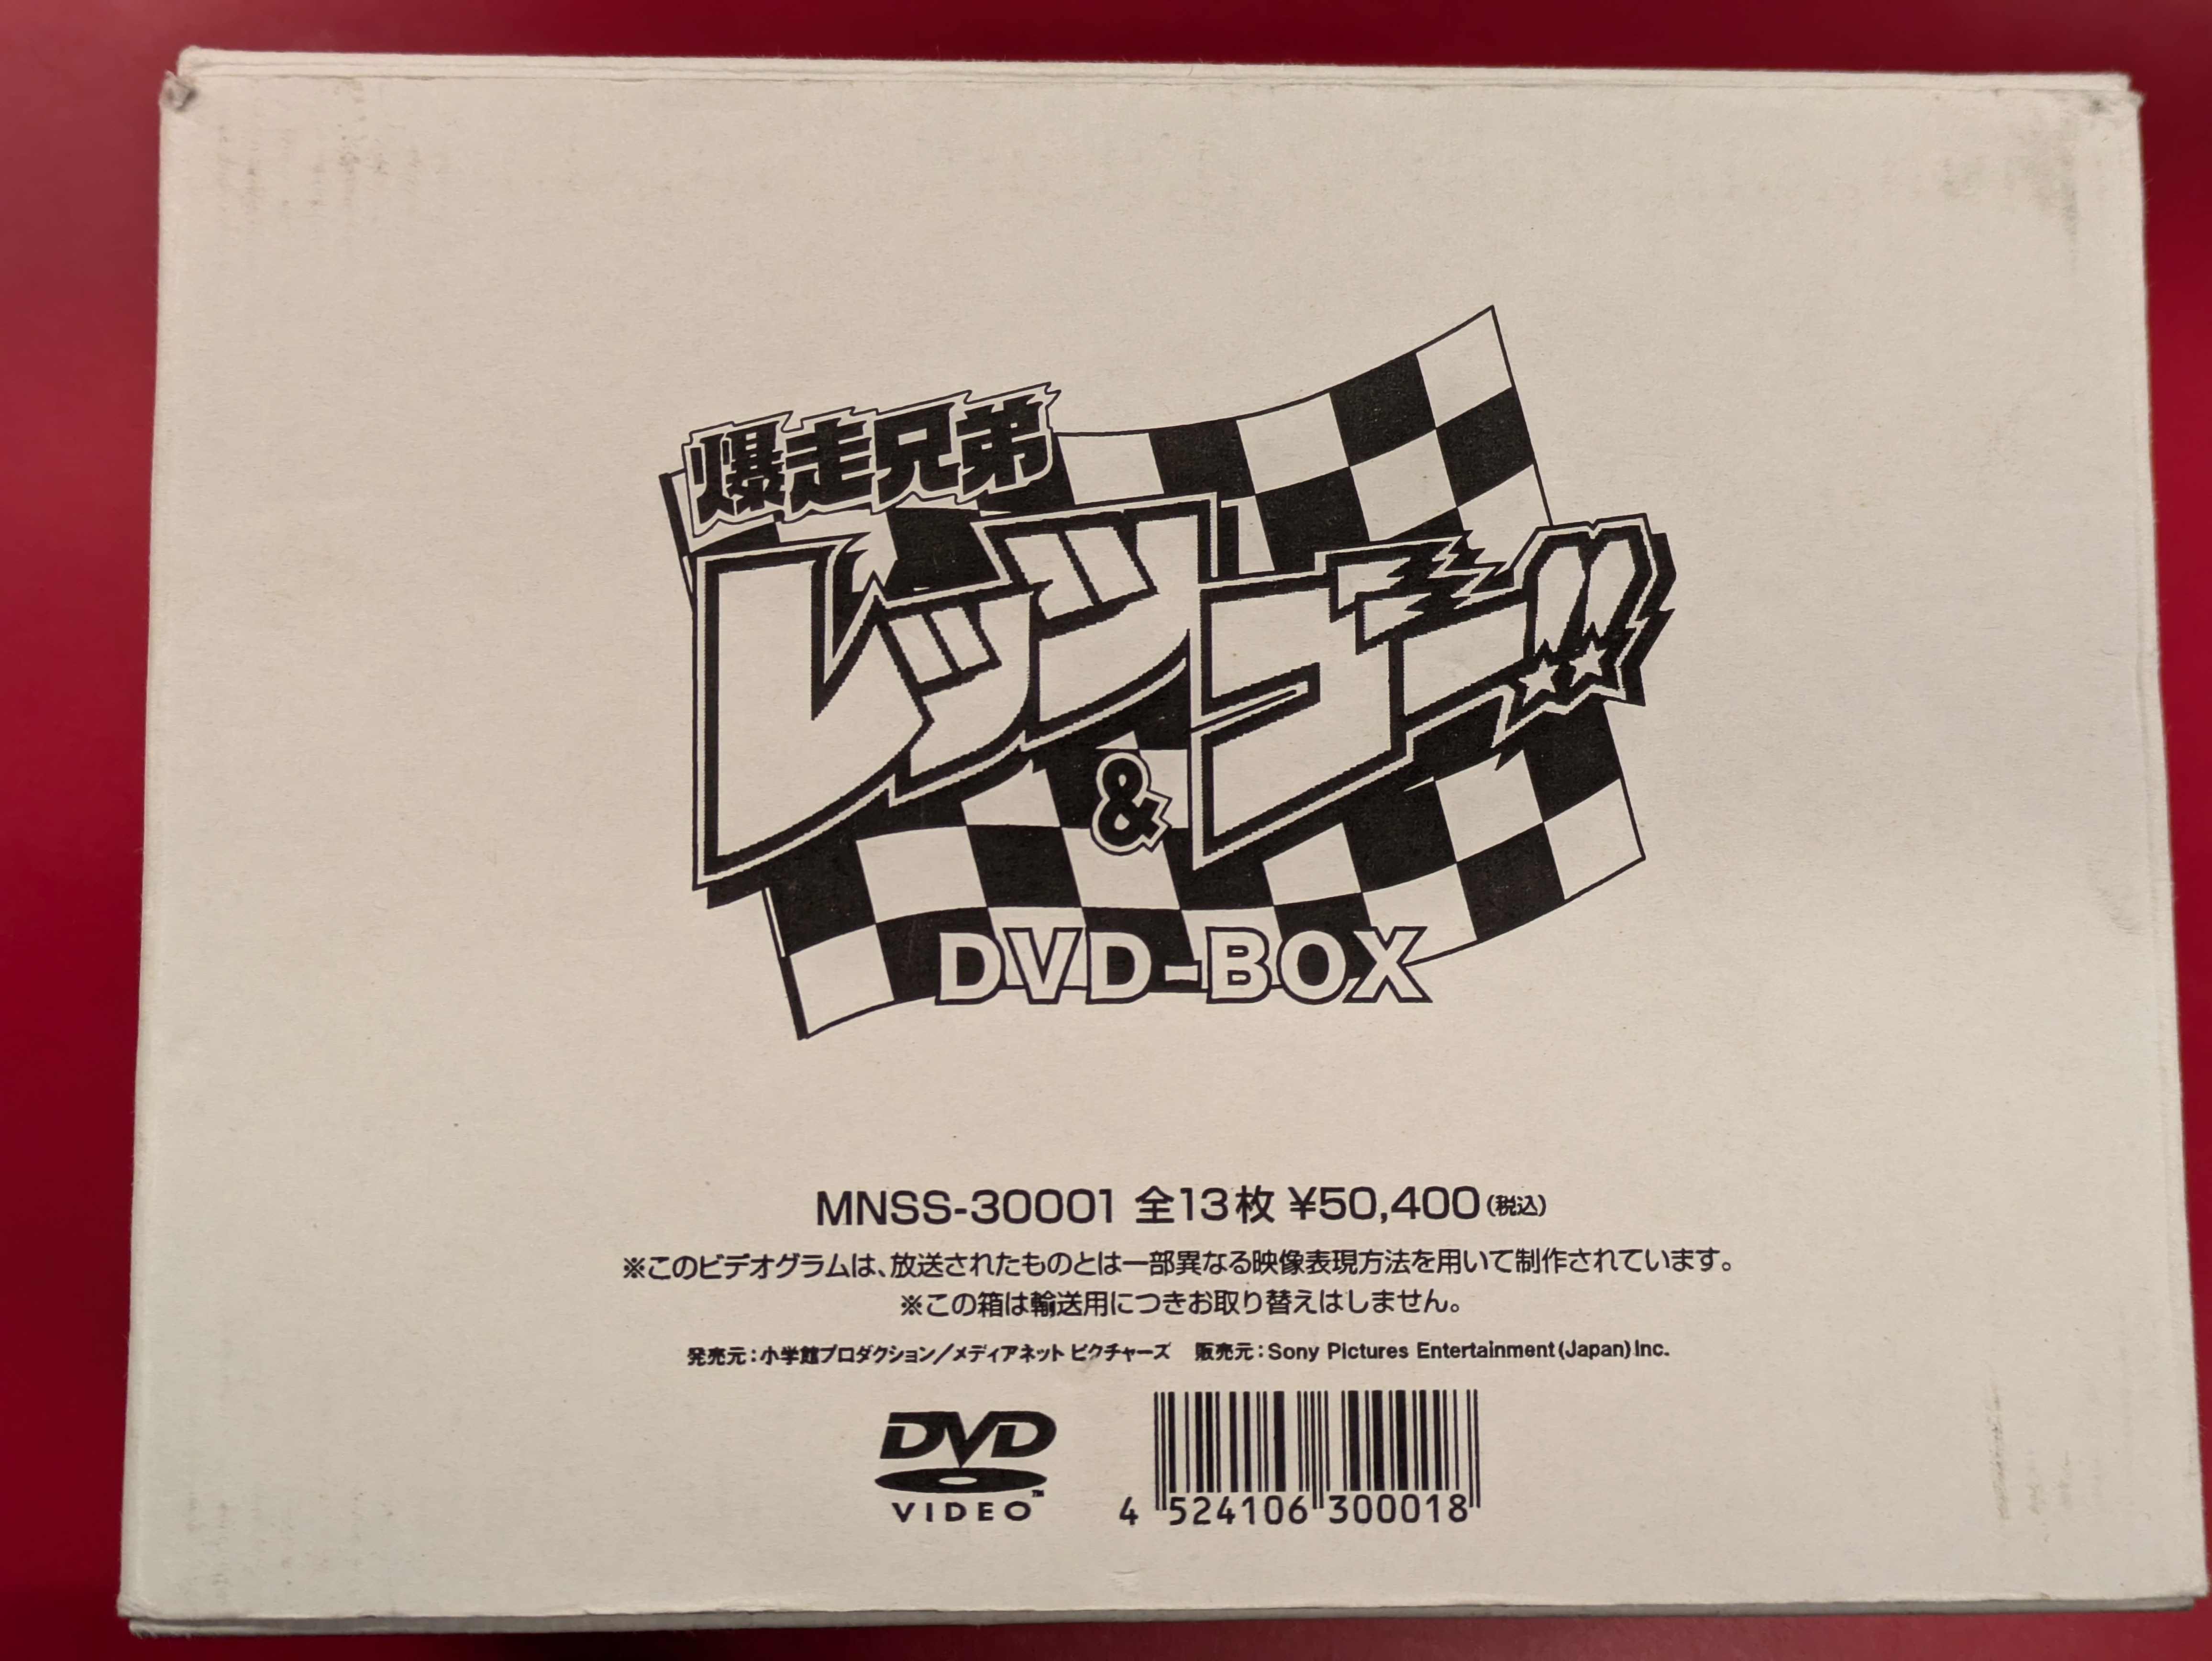 爆走兄弟
レッツ
&
ゴー!!
DVD-BOX
MNSS-30001 全13枚 ¥50,400(税込)
※このビデオグラムは、放送されたものとは一部異なる映像表現方法を用いて制作されています。
※この箱は輸送用につきお取り替えはしません。
発売元:小学館プロダクション/メディアネット ピクチャーズ 販売元:Sony Pictures Entertainment(Japan)Inc.
DVD
VIDEO™
4 524106 300018